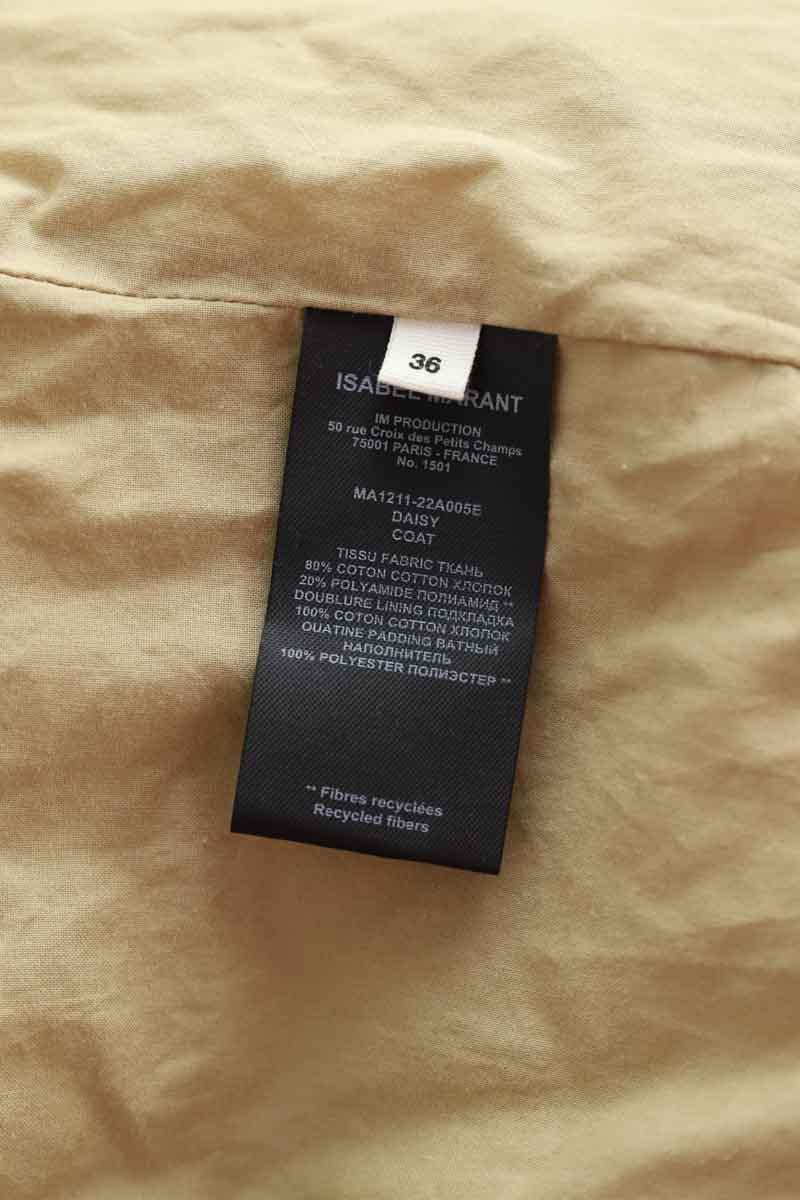 36
ISABEL MARANT
IM PRODUCTION
50 rue Croix des Petits Champs
75001 PARIS - FRANCE
No. 1501
MA1211-22A005E
DAISY
COAT
TISSU FABRIC ТКАНЬ
80% COTON COTTON ХЛОПОК
20% POLYAMIDE ПОЛИАМИД **
DOUBLURE LINING ПОДКЛАДКА
100% COTON COTTON ХЛОПОК
OUATINE PADDING ВАТНЫЙ
НАПОЛНИТЕЛЬ
100% POLYESTER ПОЛИЭСТЕР **
** Fibres recyclées
Recycled fibers